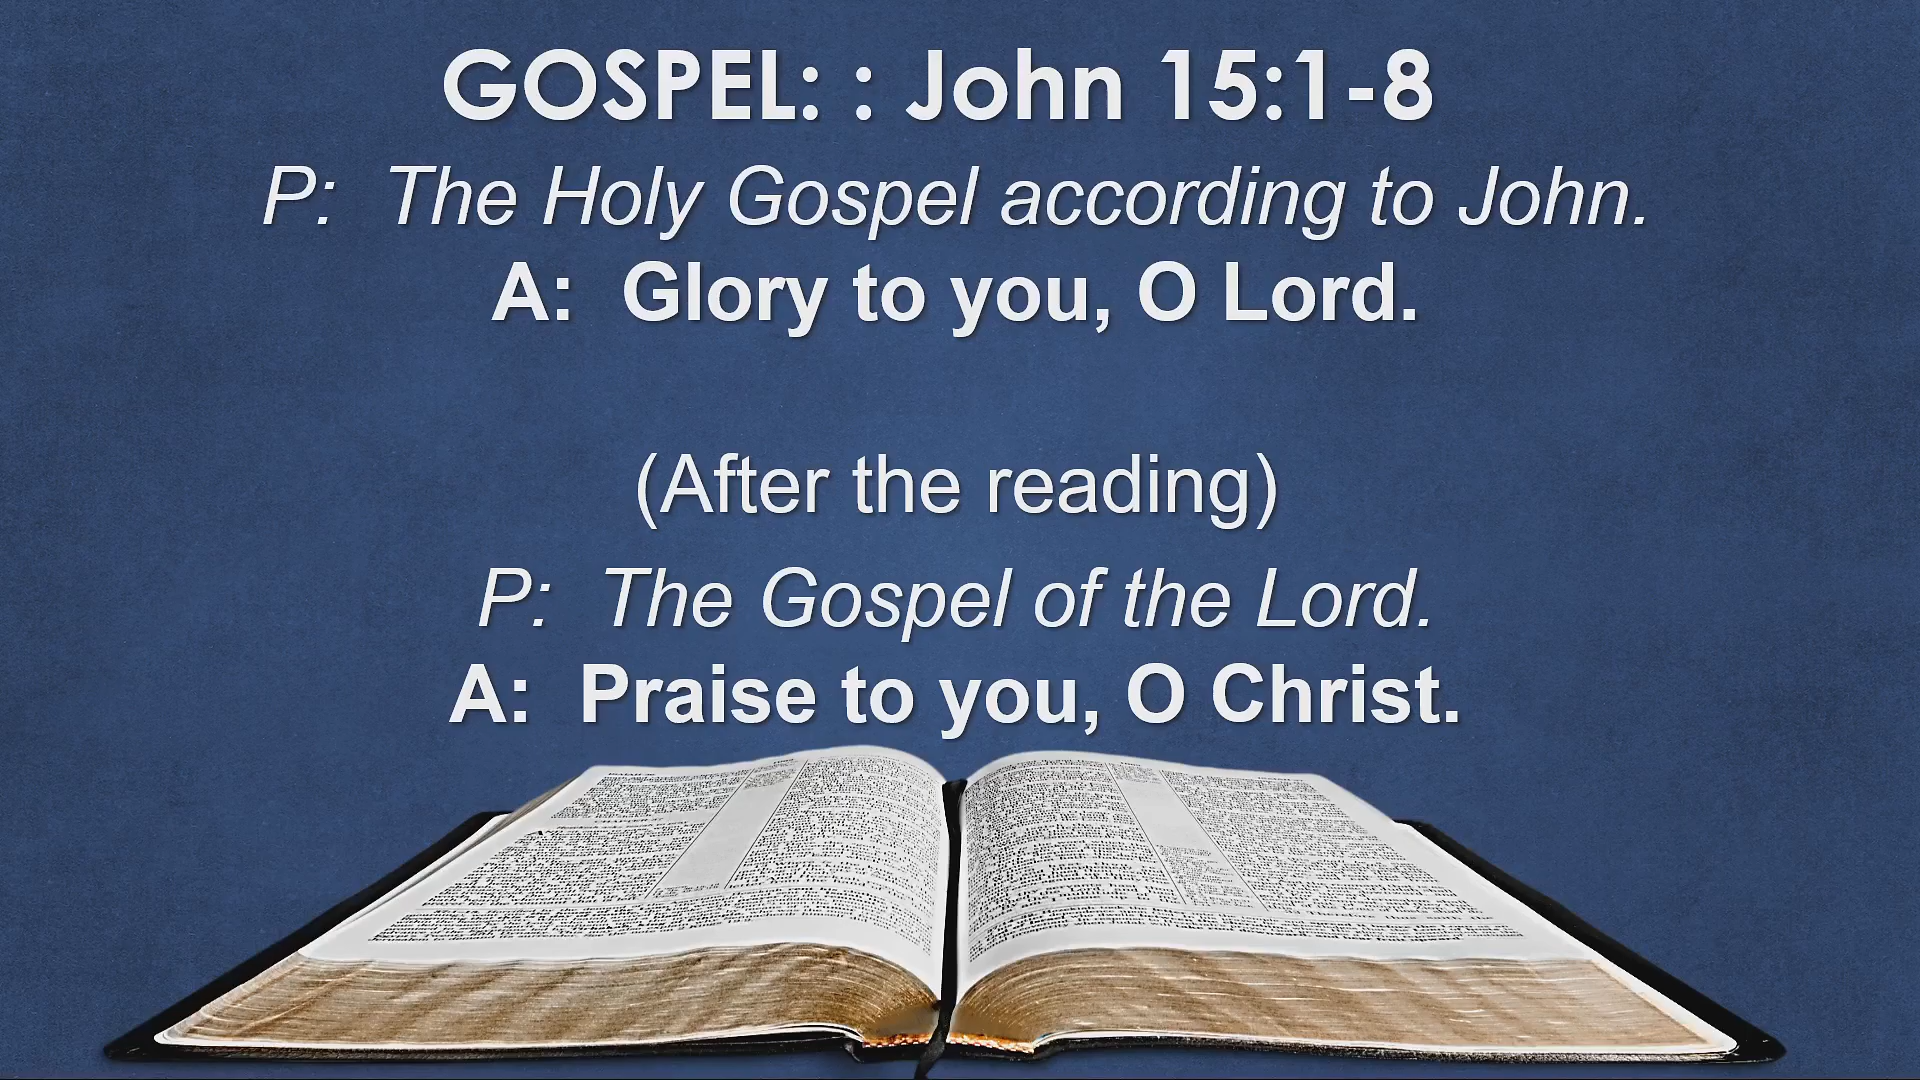 GOSPEL: : John 15:1-8
P: The Holy Gospel according to John.
A: Glory to you, O Lord.
(After the reading)
P: The Gospel of the Lord.
A: Praise to you, O Christ.